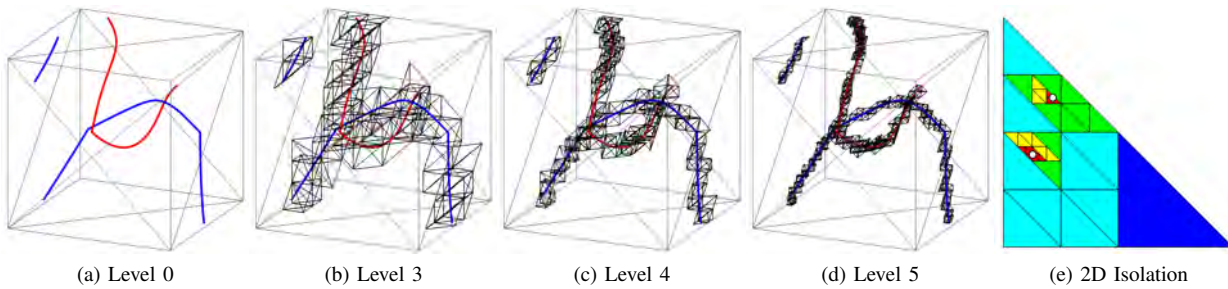 (a) Level 0
(b) Level 3
(c) Level 4
(d) Level 5
(e) 2D Isolation